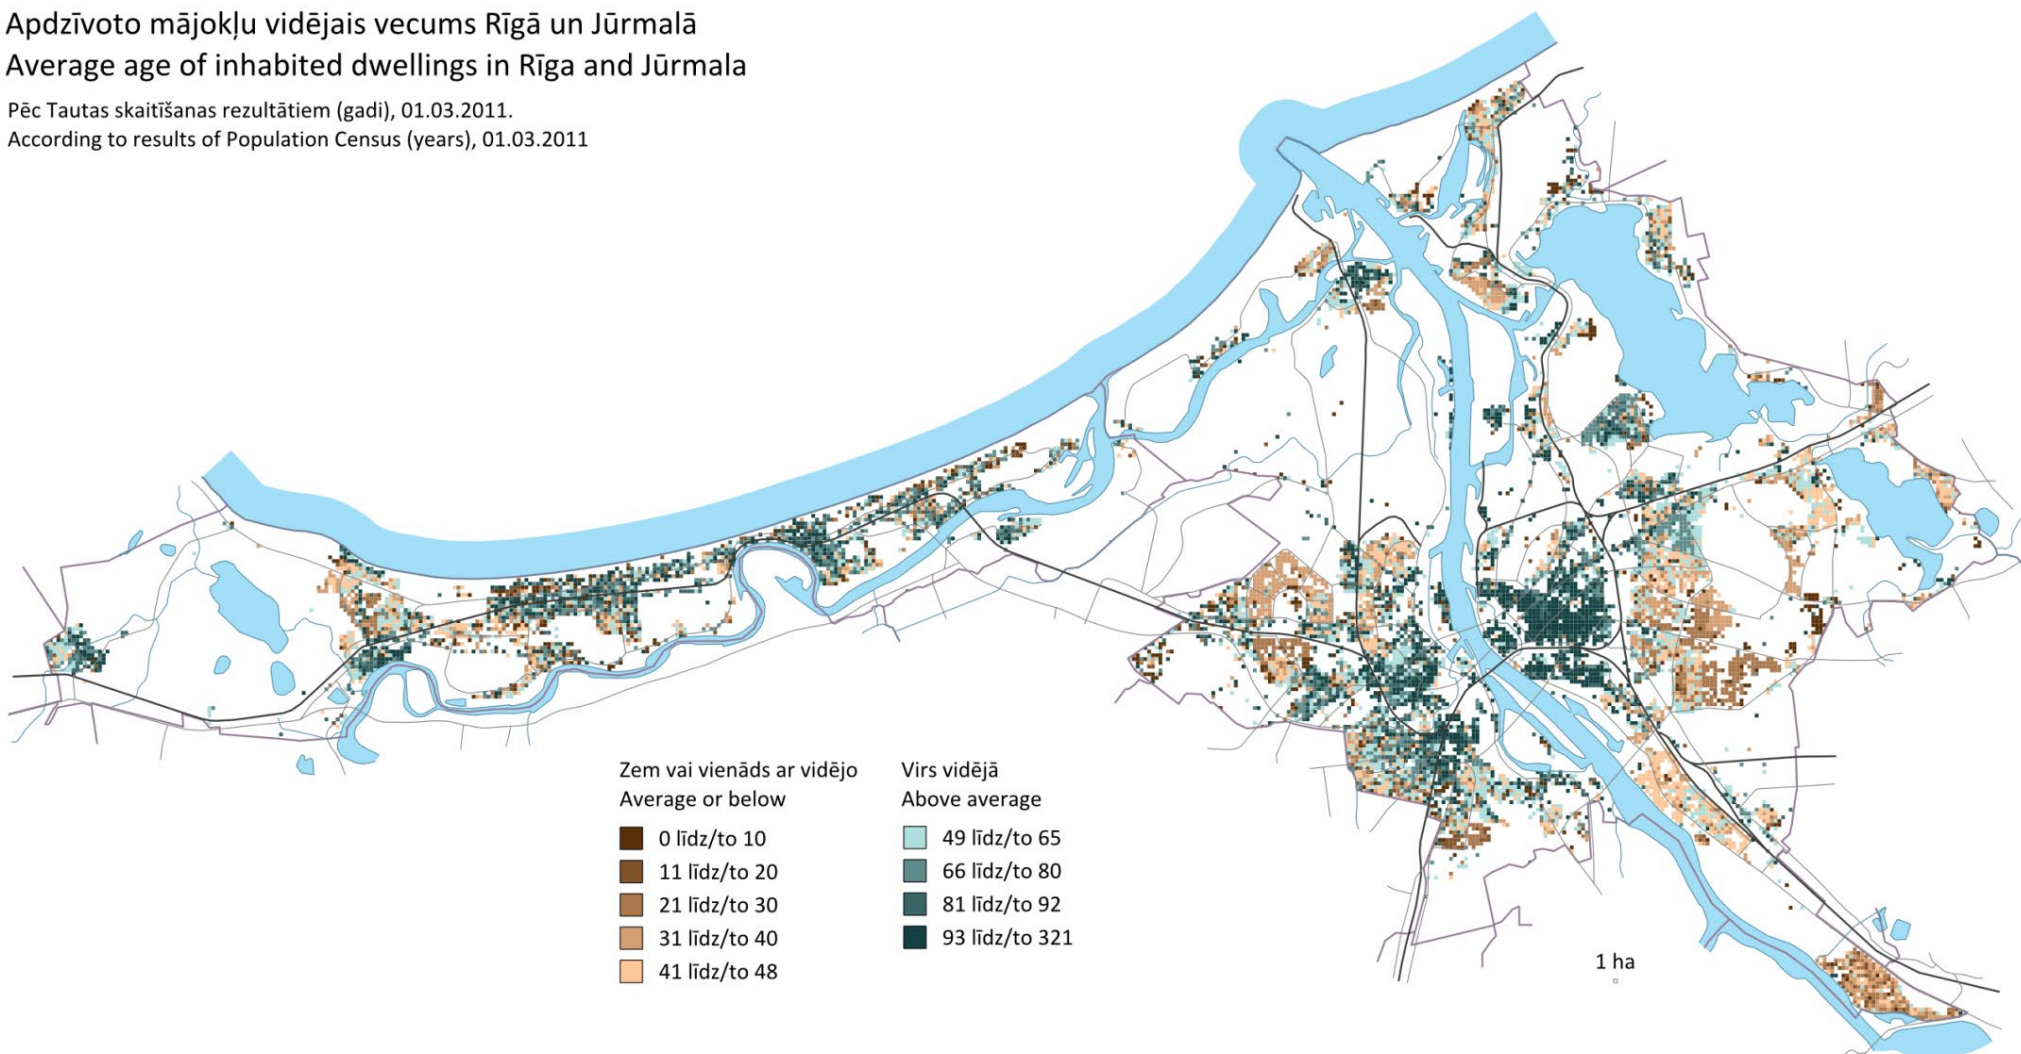 Apdzīvoto mājokļu vidējais vecums Rīgā un Jūrmalā
Average age of inhabited dwellings in Rīga and Jūrmala
Pēc Tautas skaitīšanas rezultātiem (gadi), 01.03.2011.
According to results of Population Census (years), 01.03.2011
Zem vai vienāds ar vidējo
Average or below
0 līdz/to 10
11 līdz/to 20
21 līdz/to 30
31 līdz/to 40
41 līdz/to 48
Virs vidējā
Above average
49 līdz/to 65
66 līdz/to 80
81 līdz/to 92
93 līdz/to 321
1 ha